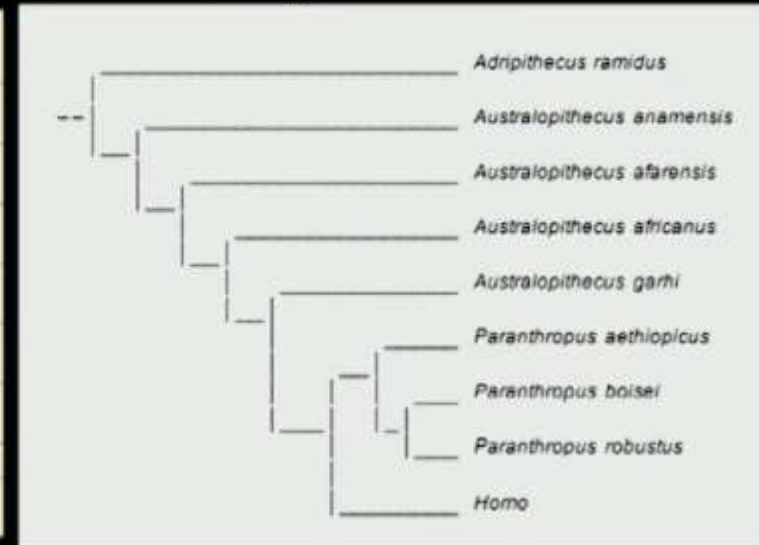 Adripithecus ramidus
Australopithecus anamensis
Australopithecus afarensis
Australopithecus africanus
Australopithecus garhi
Paranthropus aethiopicus
Paranthropus boisei
Paranthropus robustus
Homo